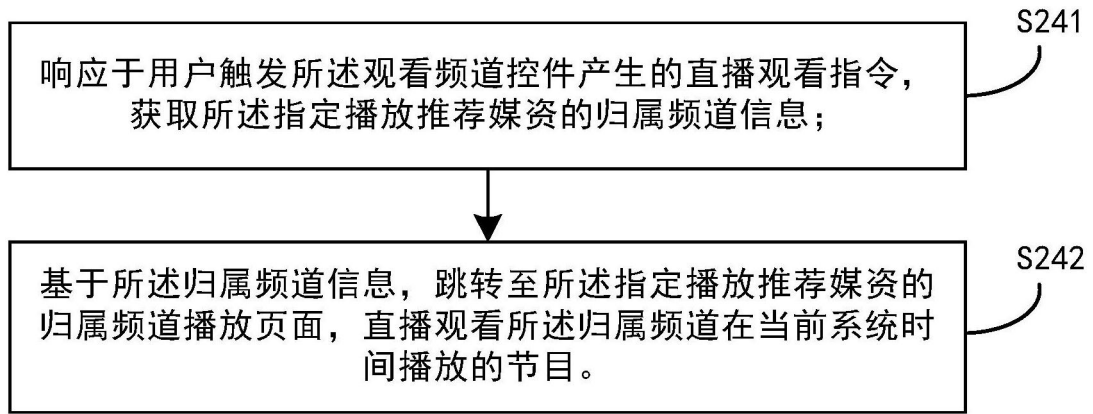 S241
响应于用户触发所述观看频道控件产生的直播观看指令，
获取所述指定播放推荐媒资的归属频道信息；
S242
基于所述归属频道信息，跳转至所述指定播放推荐媒资的
归属频道播放页面，直播观看所述归属频道在当前系统时
间播放的节目。